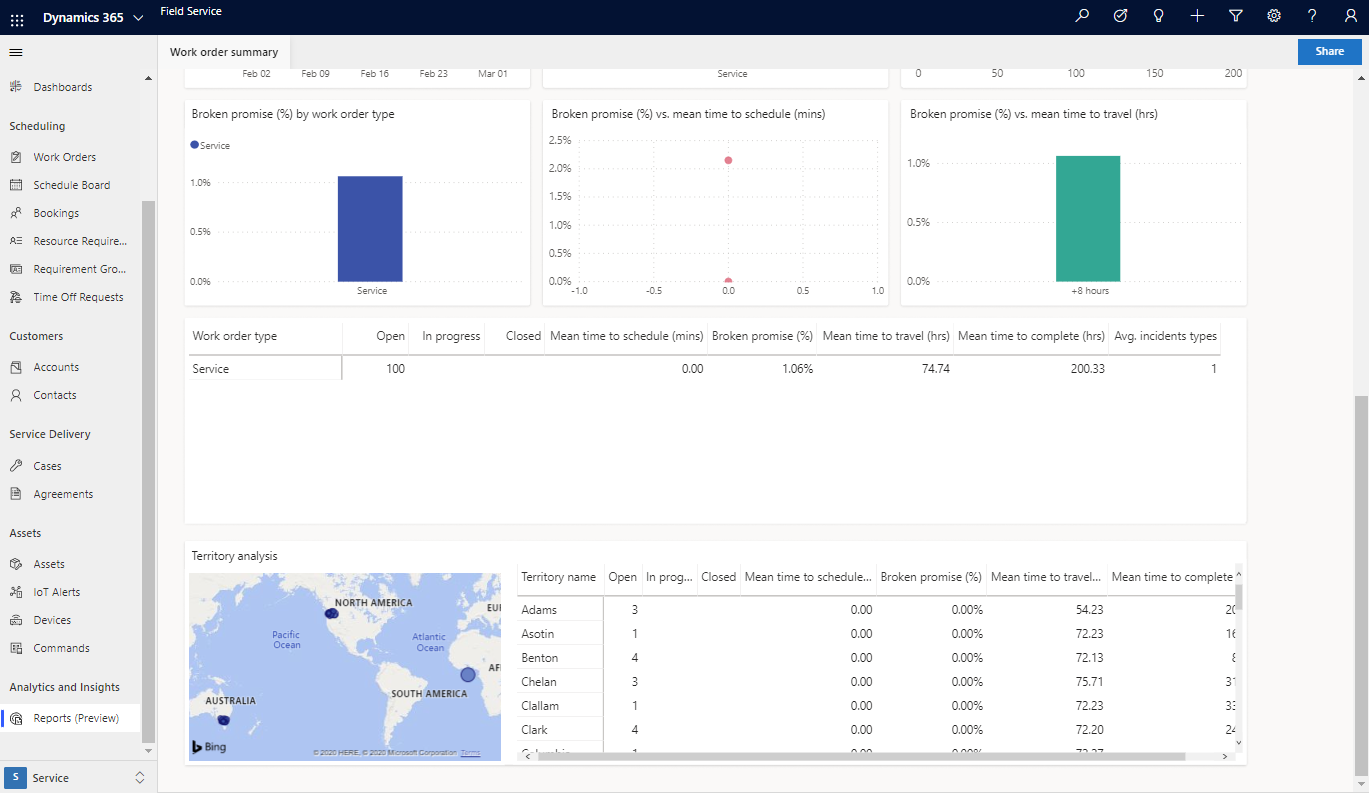 Dynamics 365
Field Service
Work order summary
Share
Dashboards
Scheduling
Work Orders
Schedule Board
Bookings
Resource Require...
Requirement Gro...
Time Off Requests
Customers
Accounts
Contacts
Service Delivery
Cases
Agreements
Assets
Assets
IoT Alerts
Devices
Commands
Analytics and Insights
Reports (Preview)
S Service
Feb 02 Feb 09 Feb 16 Feb 23 Mar 01
Service
0 50 100 150 200
Broken promise (%) by work order type
Service
1.0%
0.5%
0.0%
Service
Broken promise (%) vs. mean time to schedule (mins)
2.5%
2.0%
1.5%
1.0%
0.5%
0.0%
-1.0 -0.5 0.0 0.5 1.0
Broken promise (%) vs. mean time to travel (hrs)
1.0%
0.5%
0.0%
+8 hours
Work order type Open In progress Closed Mean time to schedule (mins) Broken promise (%) Mean time to travel (hrs) Mean time to complete (hrs) Avg. incidents types
Service 100 0.00 1.06% 74.74 200.33 1
Territory analysis
NORTH AMERICA
EU
Pacific
Ocean
Atlantic
Ocean
AF
SOUTH AMERICA
AUSTRALIA
Bing
© 2020 HERE, © 2020 Microsoft Corporation Terms
Territory name Open In prog... Closed Mean time to schedule... Broken promise (%) Mean time to travel... Mean time to complete
Adams 3 0.00 0.00% 54.23 20
Asotin 1 0.00 0.00% 72.23 16
Benton 4 0.00 0.00% 72.13 8
Chelan 3 0.00 0.00% 75.71 31
Clallam 1 0.00 0.00% 72.23 33
Clark 4 0.00 0.00% 72.20 24
Columbia 1 0.00 0.00%